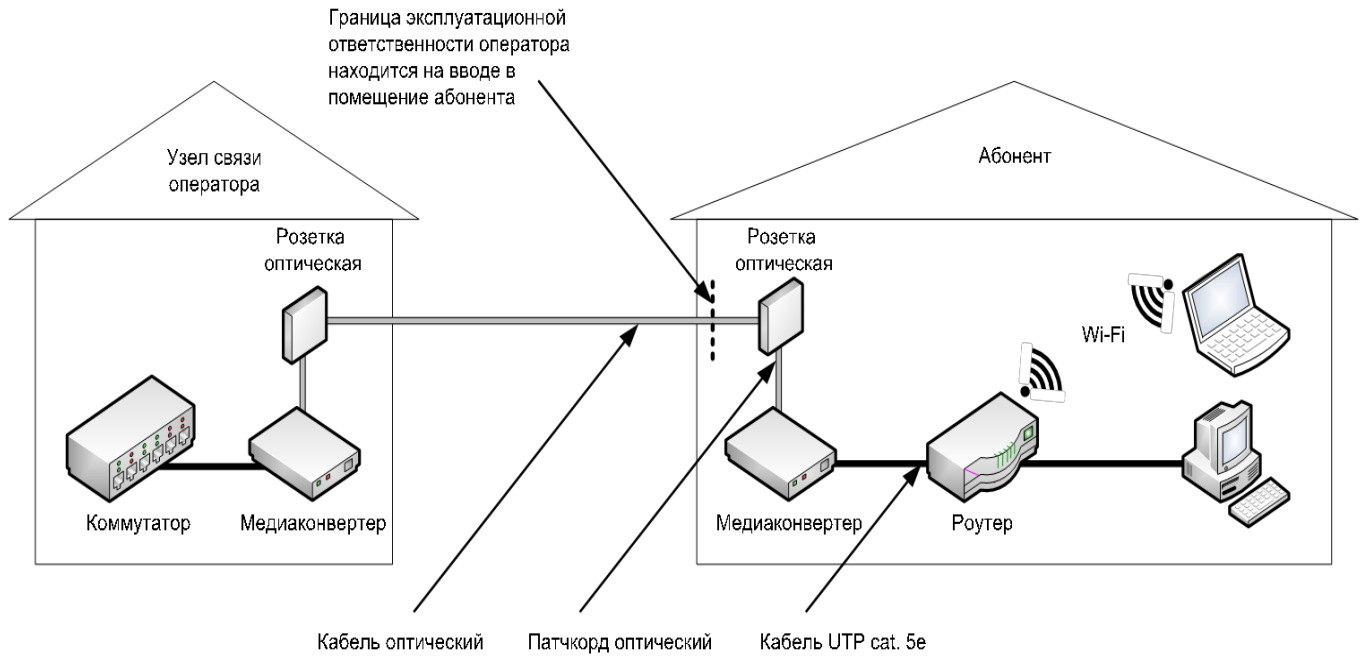 Граница эксплуатационной
ответственности оператора
находится на вводе в
помещение абонента
Узел связи
оператора
Абонент
Розетка
оптическая
Розетка
оптическая
Wi-Fi
Коммутатор
Медиаконвертер
Медиаконвертер
Роутер
Кабель оптический
Патчкорд оптический
Кабель UTP cat. 5e